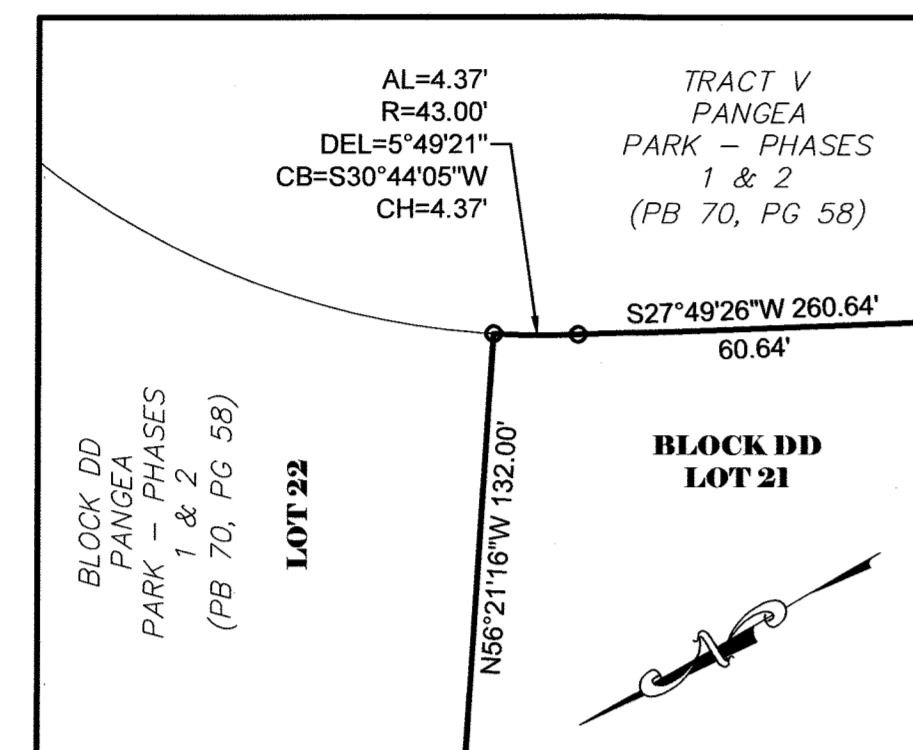 AL=4.37'
R=43.00'
DEL=5°49'21"
CB=S30°44'05"W
CH=4.37'
TRACT V
PANGEA
PARK – PHASES
1 & 2
(PB 70, PG 58)
S27°49'26"W 260.64'
60.64'
BLOCK DD
PANGEA
PARK – PHASES
1 & 2
(PB 70, PG 58)
LOT 22
N56°21'16"W 132.00'
BLOCK DD
LOT 21
N